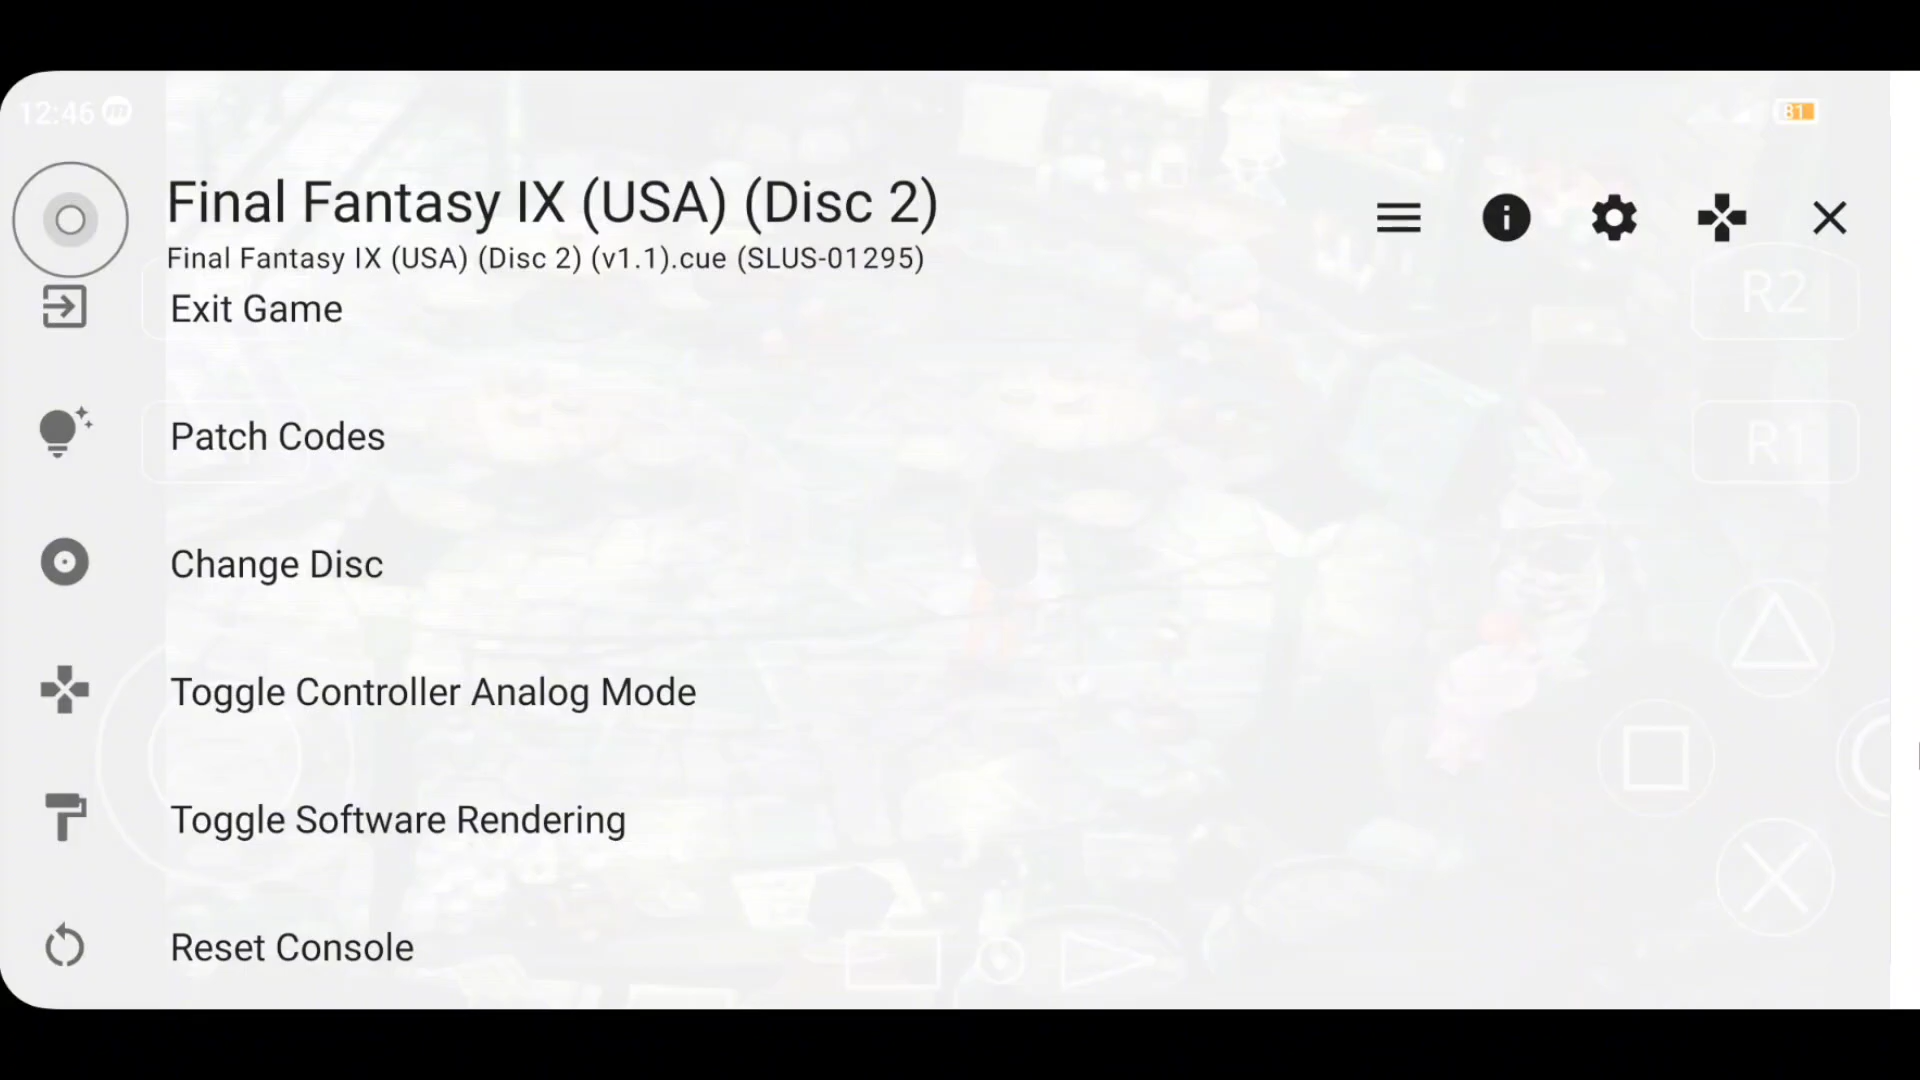 12:46
81
Final Fantasy IX (USA) (Disc 2)
Final Fantasy IX (USA) (Disc 2) (v1.1).cue (SLUS-01295)
Exit Game
R2
Patch Codes
R1
Change Disc
Toggle Controller Analog Mode
Toggle Software Rendering
Reset Console